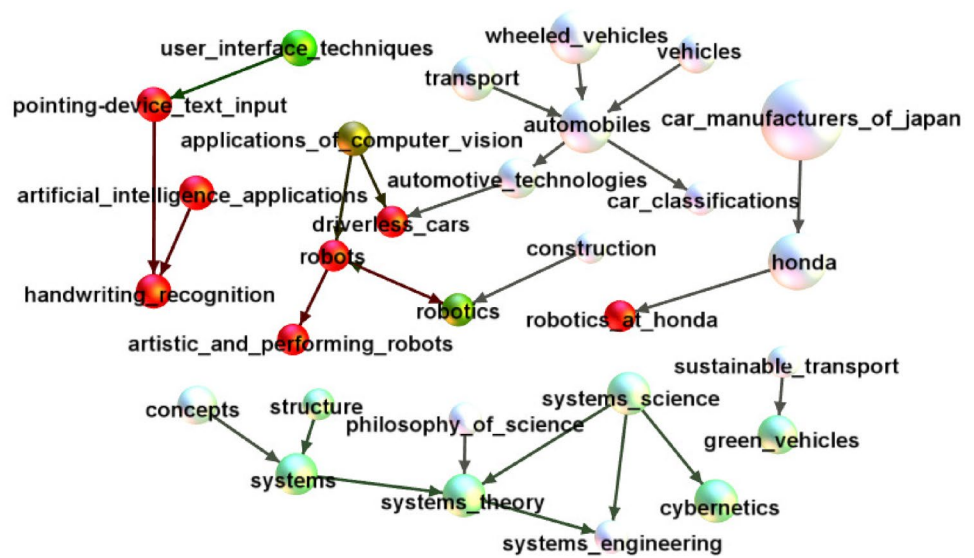 user_interface_techniques
wheeled_vehicles
vehicles
transport
pointing-device_text_input
automobiles
car_manufacturers_of_japan
applications_of_computer_vision
artificial_intelligence_applications
automotive_technologies
car_classifications
driverless_cars
robots
construction
honda
handwriting_recognition
robotics
robotics_at_honda
artistic_and_performing_robots
sustainable_transport
concepts
structure
philosophy_of_science
systems_science
green_vehicles
systems
systems_theory
cybernetics
systems_engineering